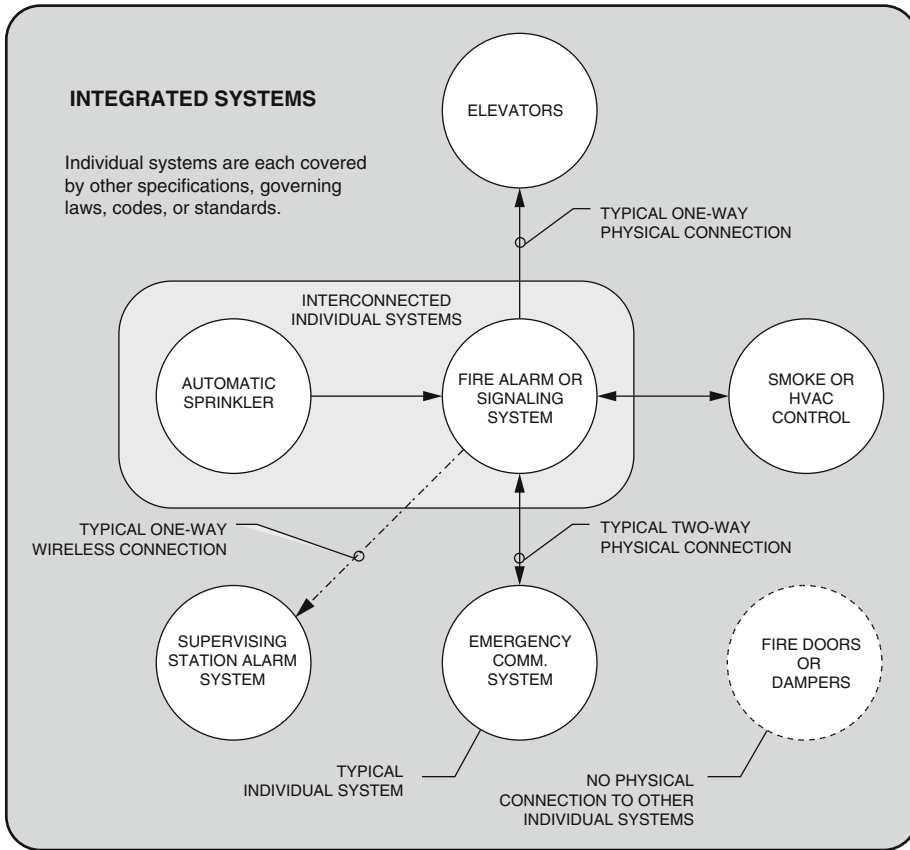 INTEGRATED SYSTEMS
Individual systems are each covered
by other specifications, governing
laws, codes, or standards.
ELEVATORS
TYPICAL ONE-WAY
PHYSICAL CONNECTION
INTERCONNECTED
INDIVIDUAL SYSTEMS
AUTOMATIC
SPRINKLER
FIRE ALARM OR
SIGNALING
SYSTEM
SMOKE OR
HVAC
CONTROL
TYPICAL ONE-WAY
WIRELESS CONNECTION
TYPICAL TWO-WAY
PHYSICAL CONNECTION
SUPERVISING
STATION ALARM
SYSTEM
EMERGENCY
COMM.
SYSTEM
FIRE DOORS
OR
DAMPERS
TYPICAL
INDIVIDUAL SYSTEM
NO PHYSICAL
CONNECTION TO OTHER
INDIVIDUAL SYSTEMS